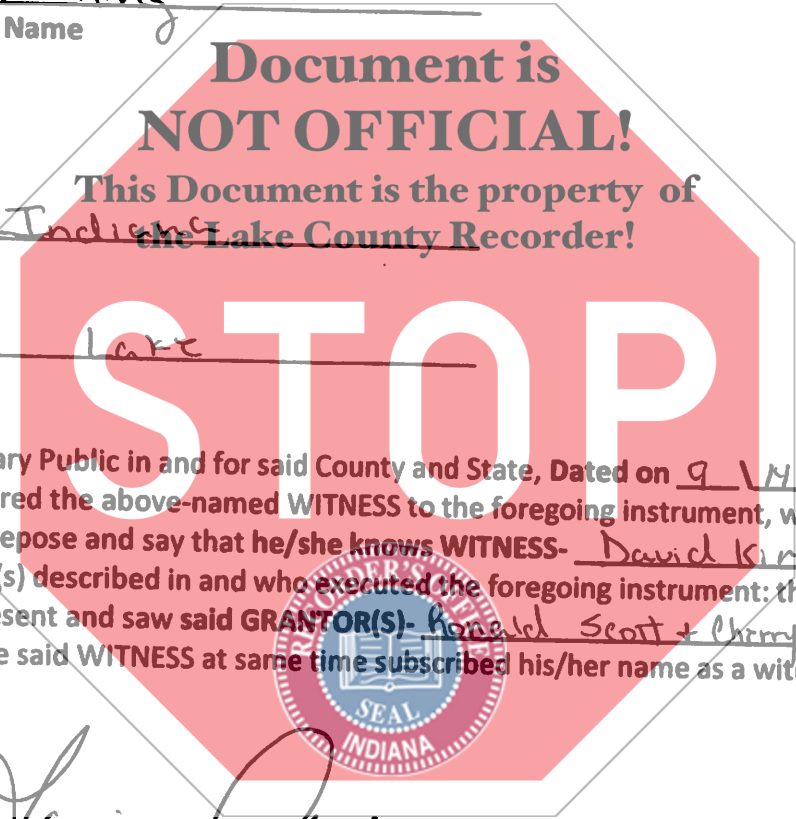 Name
Document is
NOT OFFICIAL!
This Document is the property of
the Lake County Recorder!
Indiana
STOP
Lake
ary Public in and for said County and State, Dated on 9
red the above-named WITNESS to the foregoing instrument, w
epose and say that he/she knows WITNESS- David Kin
(s) described in and who executed the foregoing instrument: th
esent and saw said GRANTOR(S)- Ronald Scott + Cherry
e said WITNESS at same time subscribed his/her name as a wit
RECORDER'S OFFICE
SEAL
INDIANA